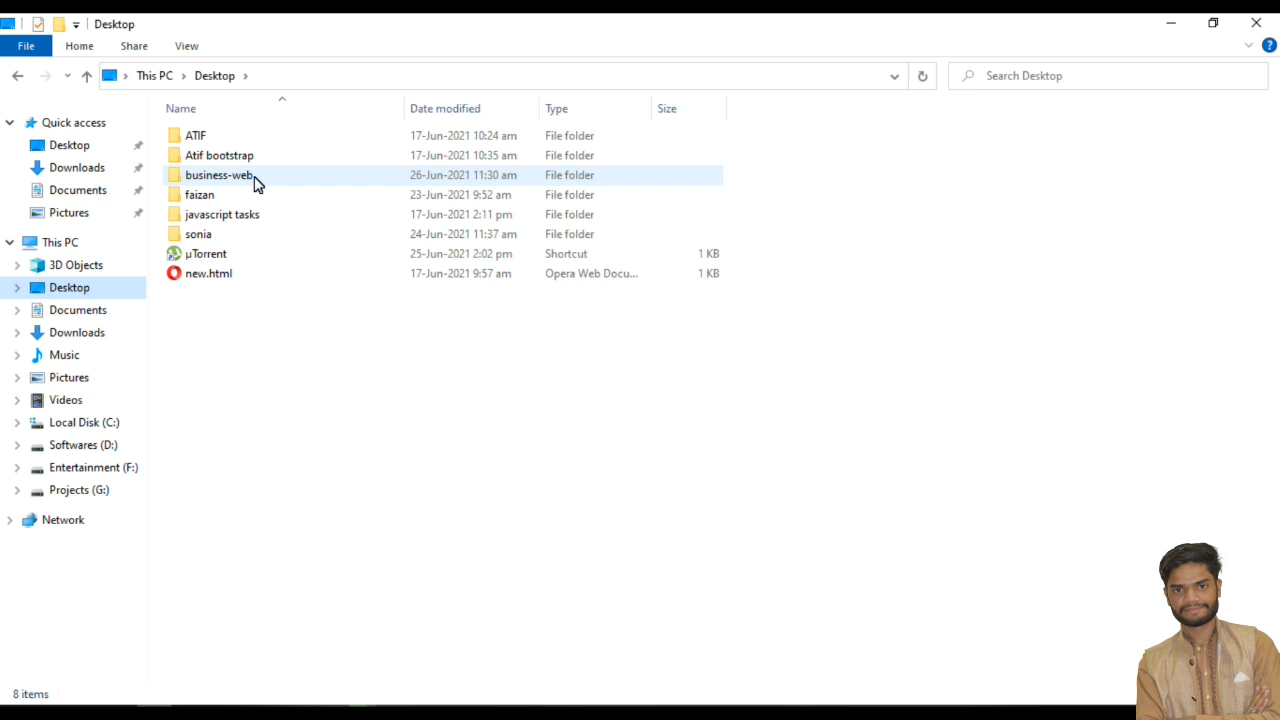 Desktop
File Home Share View
This PC Desktop Search Desktop
Name Date modified Type Size
Quick access
Desktop
Downloads
Documents
Pictures
This PC
3D Objects
Desktop
Documents
Downloads
Music
Pictures
Videos
Local Disk (C:)
Softwares (D:)
Entertainment (F:)
Projects (G:)
Network
ATIF 17-Jun-2021 10:24 am File folder
Atif bootstrap 17-Jun-2021 10:35 am File folder
business-web 26-Jun-2021 11:30 am File folder
faizan 23-Jun-2021 9:52 am File folder
javascript tasks 17-Jun-2021 2:11 pm File folder
sonia 24-Jun-2021 11:37 am File folder
µTorrent 25-Jun-2021 2:02 pm Shortcut 1 KB
new.html 17-Jun-2021 9:57 am Opera Web Docu... 1 KB
8 items